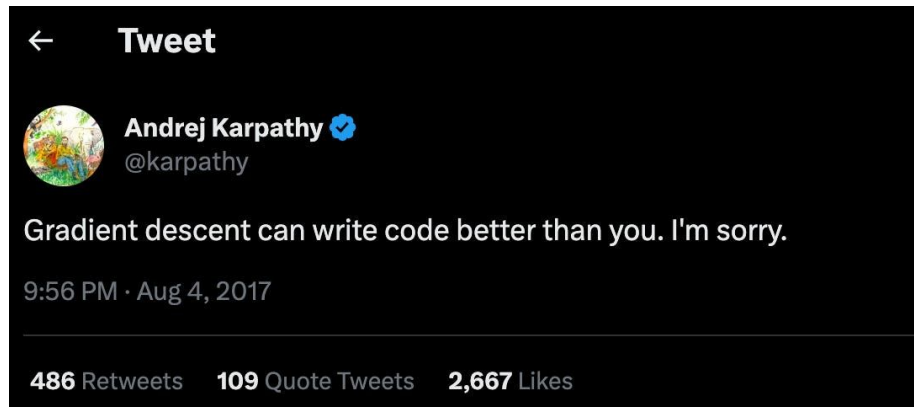 Tweet
Andrej Karpathy
@karpathy
Gradient descent can write code better than you. I'm sorry.
9:56 PM · Aug 4, 2017
486 Retweets 109 Quote Tweets 2,667 Likes